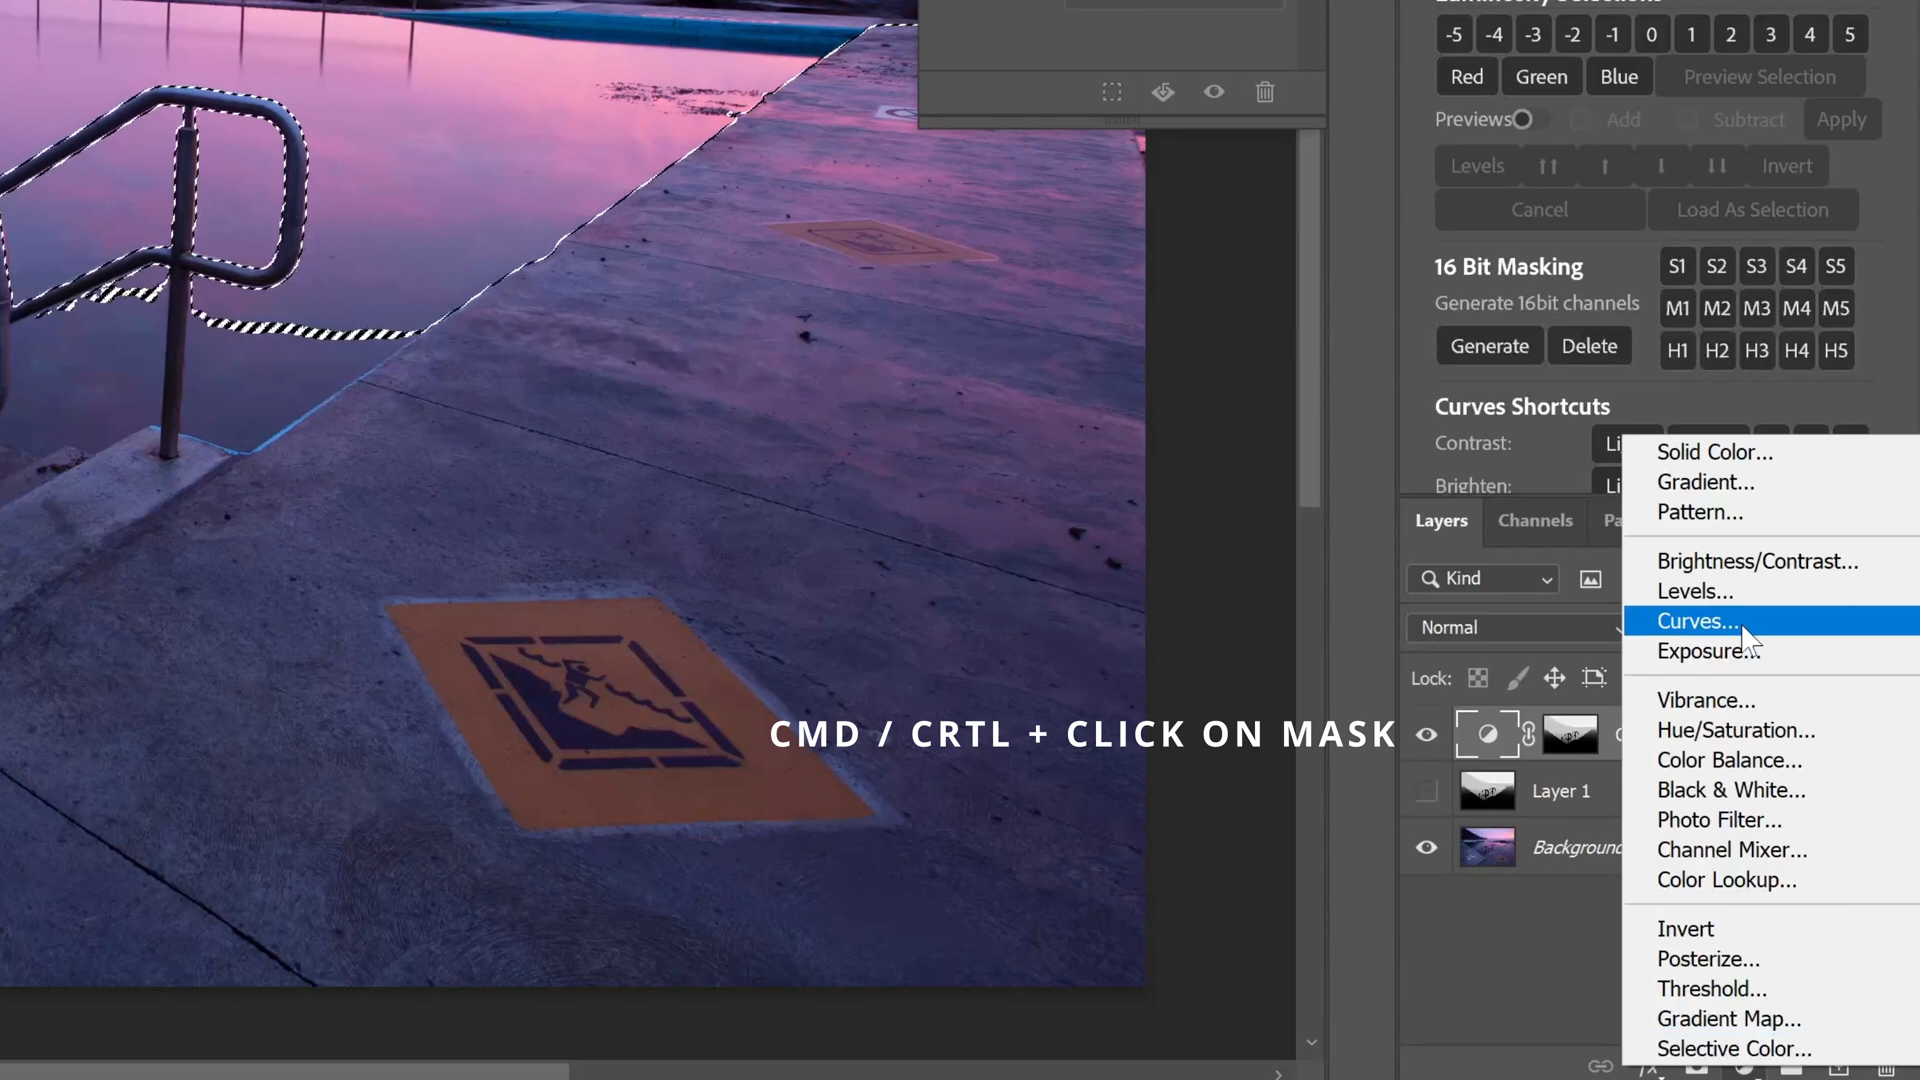 -5 -4 -3 -2 -1 0 1 2 3 4 5
Red Green Blue Preview Selection
Previews Add Subtract Apply
Levels Invert
Cancel Load As Selection
16 Bit Masking S1 S2 S3 S4 S5
Generate 16bit channels M1 M2 M3 M4 M5
Generate Delete H1 H2 H3 H4 H5
Curves Shortcuts
Contrast: Li
Brighten: Li
Layers Channels Pa
Kind
Normal
Lock:
CMD / CRTL + CLICK ON MASK
Layer 1
Background
Solid Color...
Gradient...
Pattern...
Brightness/Contrast...
Levels...
Curves...
Exposure...
Vibrance...
Hue/Saturation...
Color Balance...
Black & White...
Photo Filter...
Channel Mixer...
Color Lookup...
Invert
Posterize...
Threshold...
Gradient Map...
Selective Color...